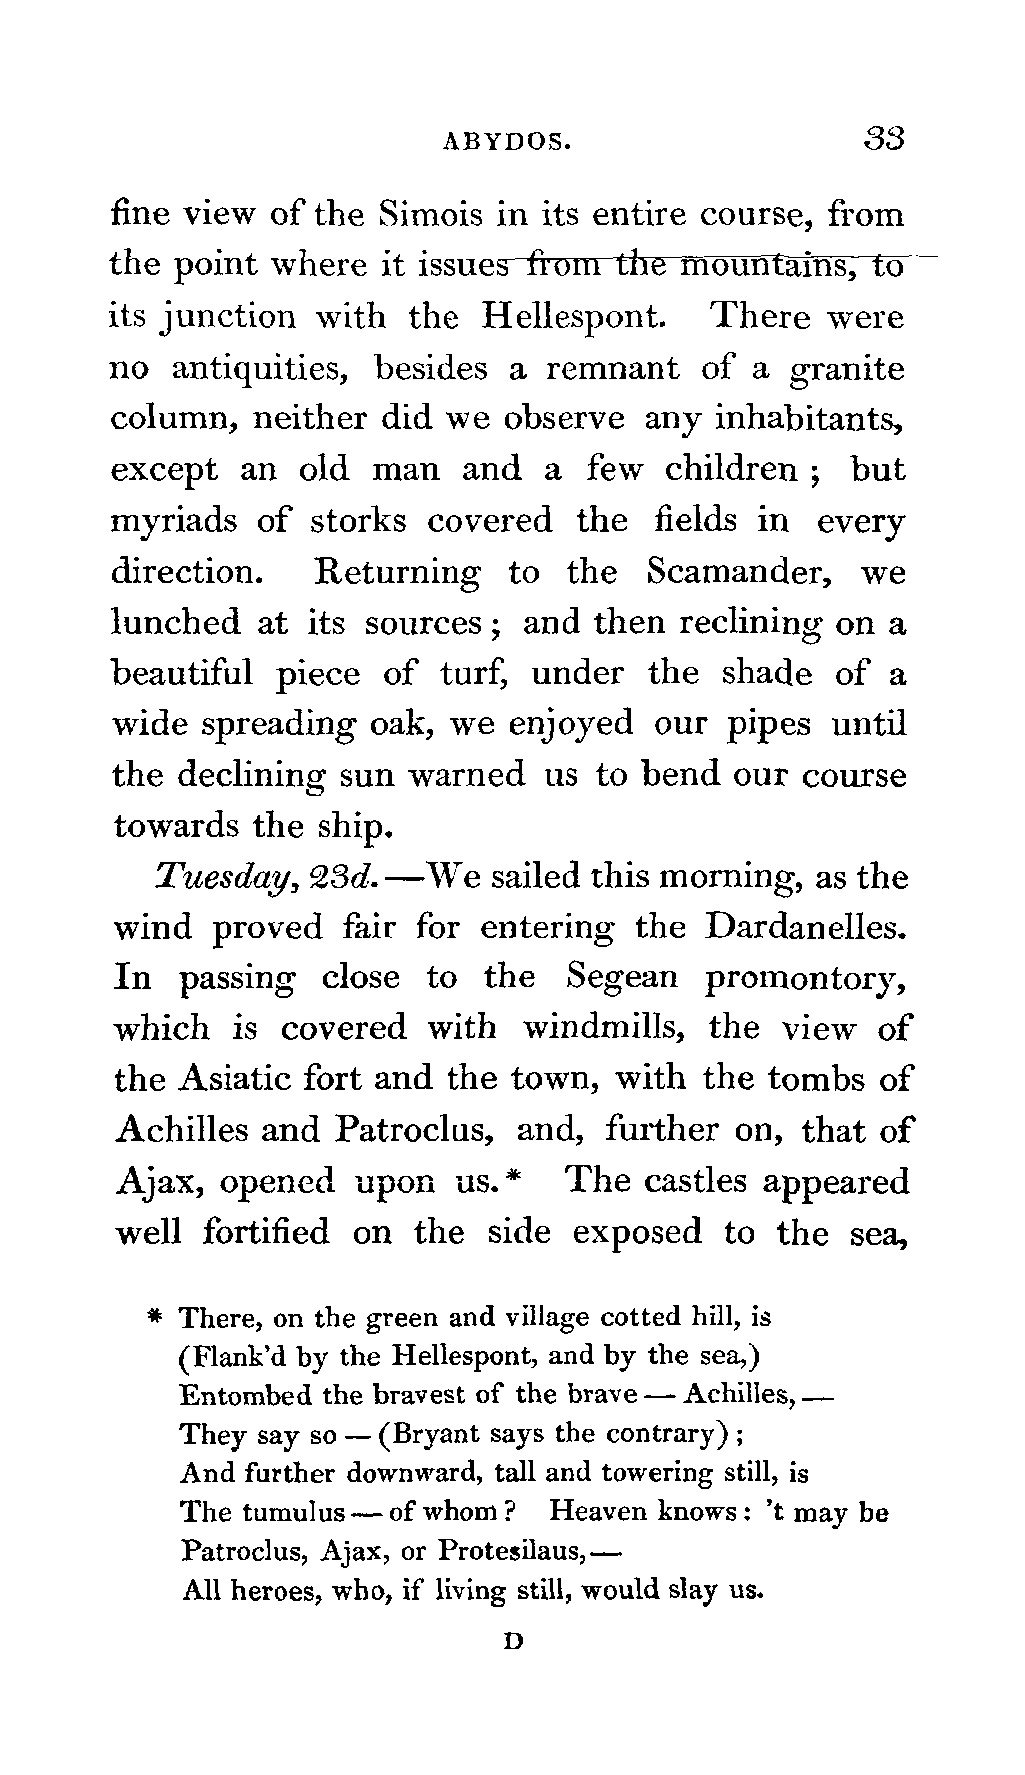 ABYDOS. 33
fine view of the Simois in its entire course, from
the point where it issues from the mountains, to
its junction with the Hellespont. There were
no antiquities, besides a remnant of a granite
column, neither did we observe any inhabitants,
except an old man and a few children ; but
myriads of storks covered the fields in every
direction. Returning to the Scamander, we
lunched at its sources ; and then reclining on a
beautiful piece of turf, under the shade of a
wide spreading oak, we enjoyed our pipes until
the declining sun warned us to bend our course
towards the ship.
Tuesday, 23d. — We sailed this morning, as the
wind proved fair for entering the Dardanelles.
In passing close to the Segean promontory,
which is covered with windmills, the view of
the Asiatic fort and the town, with the tombs of
Achilles and Patroclus, and, further on, that of
Ajax, opened upon us.* The castles appeared
well fortified on the side exposed to the sea,
* There, on the green and village cotted hill, is
(Flank'd by the Hellespont, and by the sea,)
Entombed the bravest of the brave — Achilles, —
They say so — (Bryant says the contrary) ;
And further downward, tall and towering still, is
The tumulus — of whom ? Heaven knows : 't may be
Patroclus, Ajax, or Protesilaus, —
All heroes, who, if living still, would slay us.
D